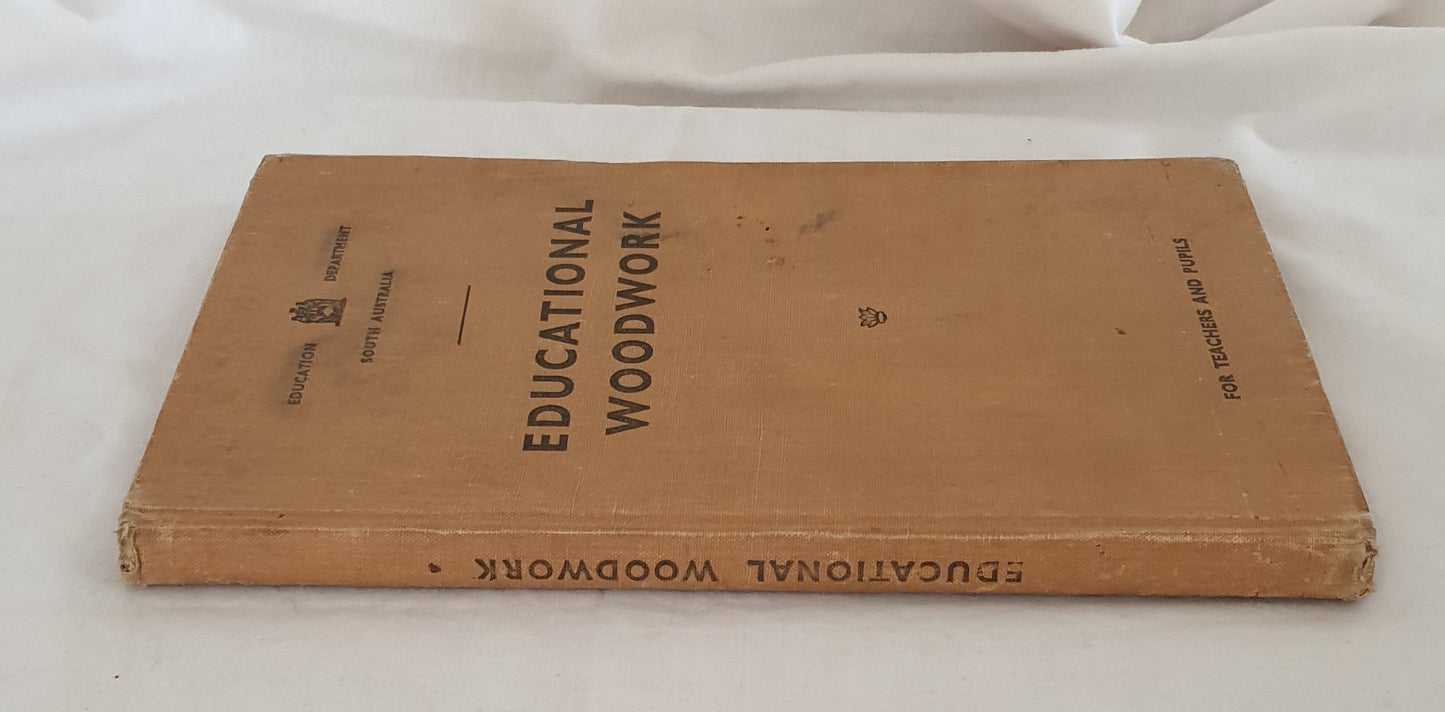 EDUCATION DEPARTMENT
SOUTH AUSTRALIA
EDUCATIONAL
WOODWORK
FOR TEACHERS AND PUPILS
EDUCATIONAL WOODWORK